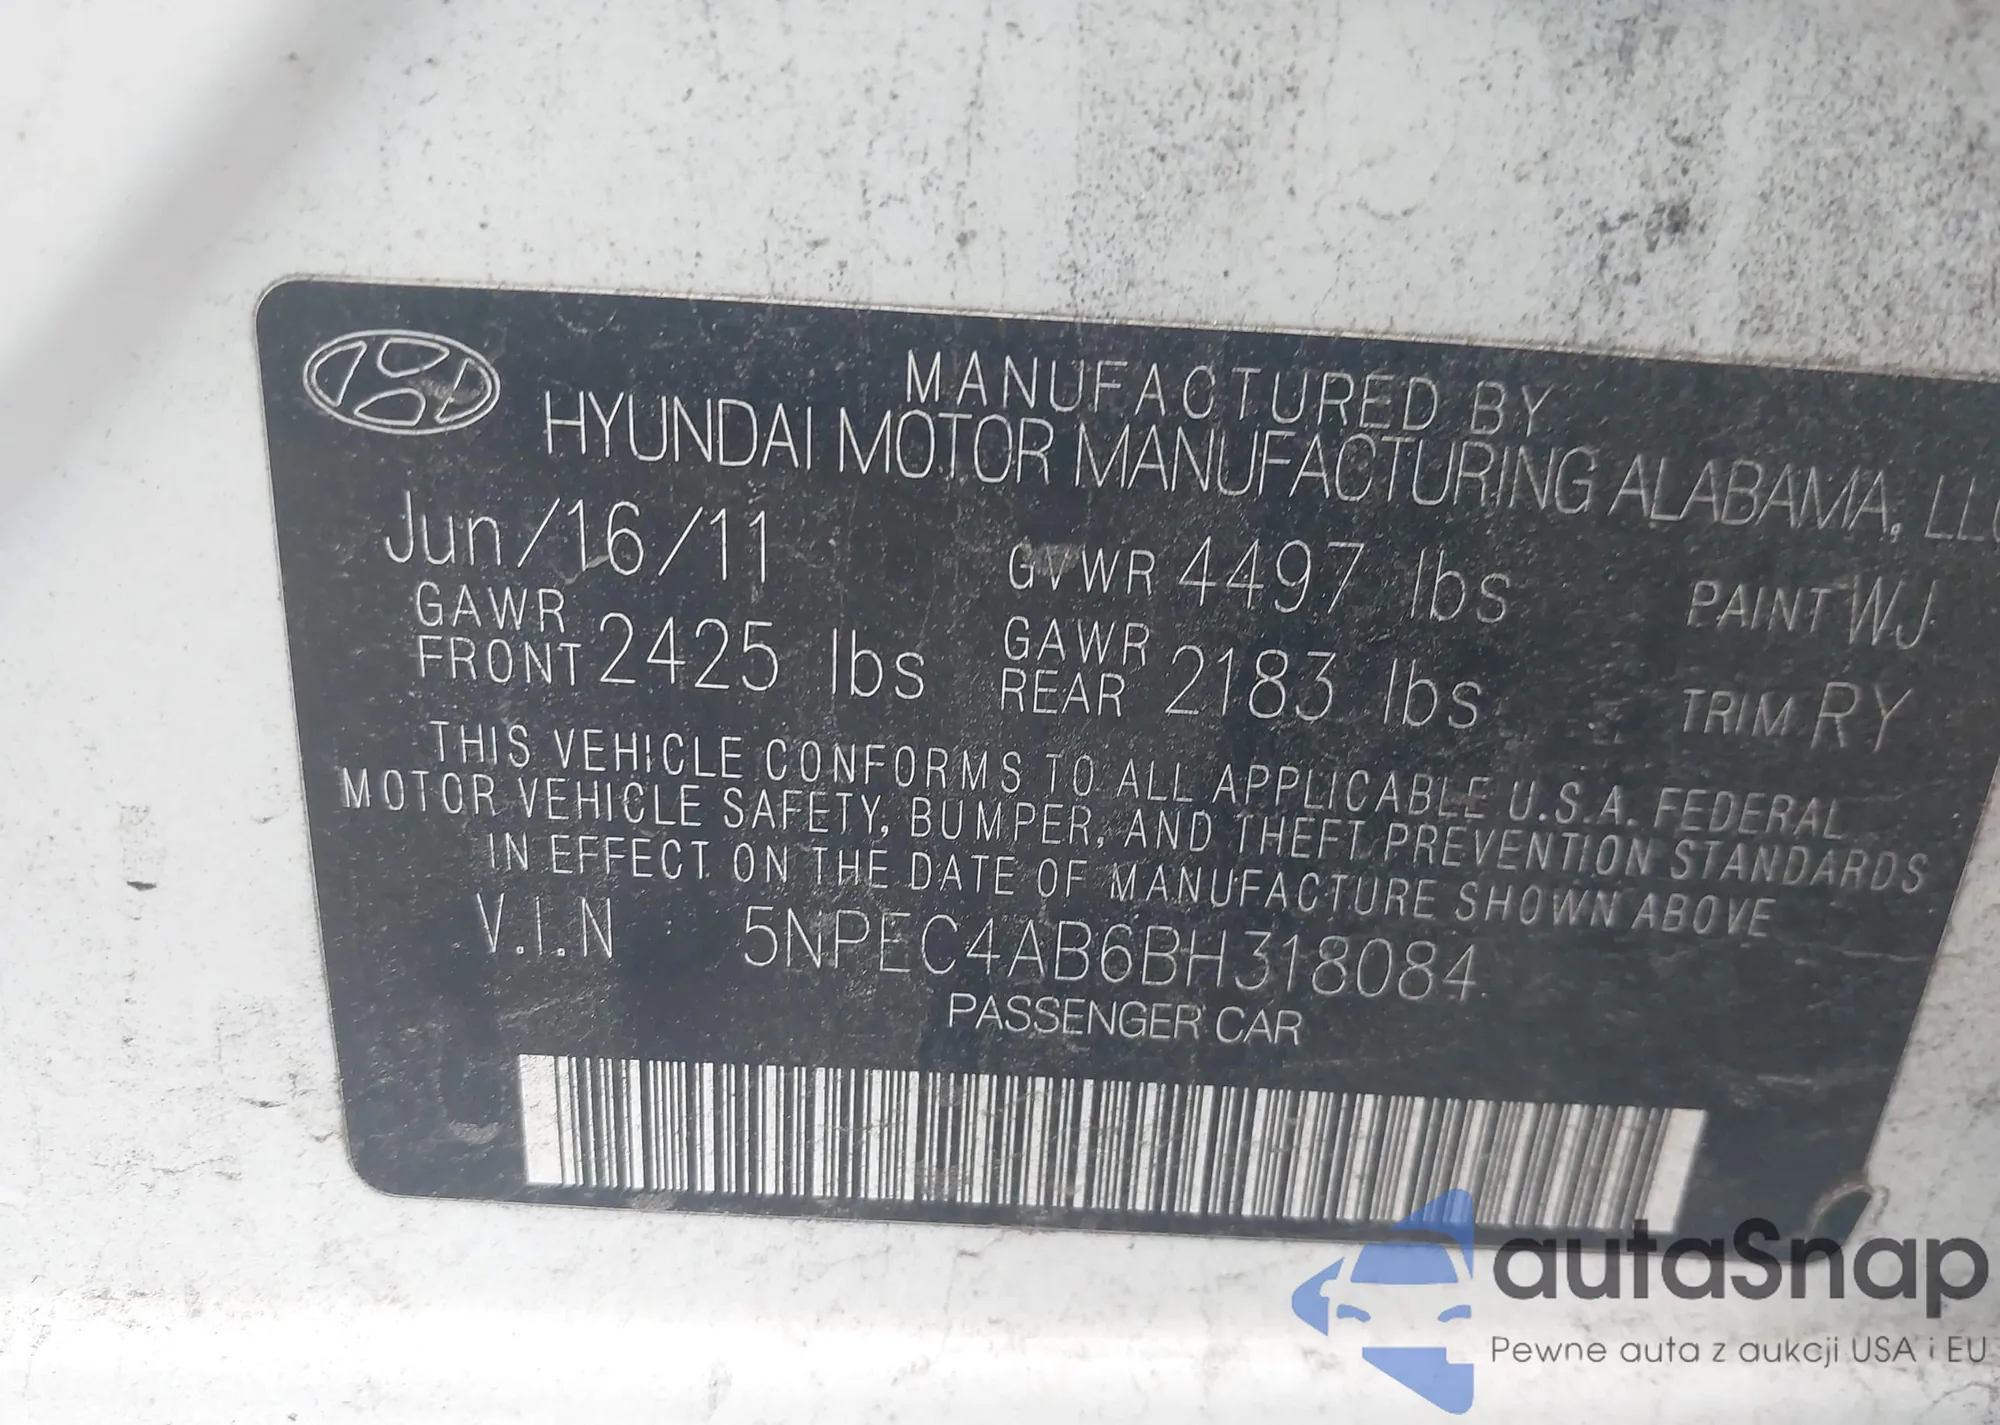 MANUFACTURED BY
HYUNDAI MOTOR MANUFACTURING ALABAMA, LLC
Jun/16/11 GVWR 4497 lbs PAINT WJ
GAWR FRONT 2425 lbs GAWR REAR 2183 lbs TRIM RY
THIS VEHICLE CONFORMS TO ALL APPLICABLE U.S.A. FEDERAL
MOTOR VEHICLE SAFETY, BUMPER, AND THEFT PREVENTION STANDARDS
IN EFFECT ON THE DATE OF MANUFACTURE SHOWN ABOVE
V.I.N 5NPEC4AB6BH318084
PASSENGER CAR
autaSnap
Pewne auta z aukcji USA i EU